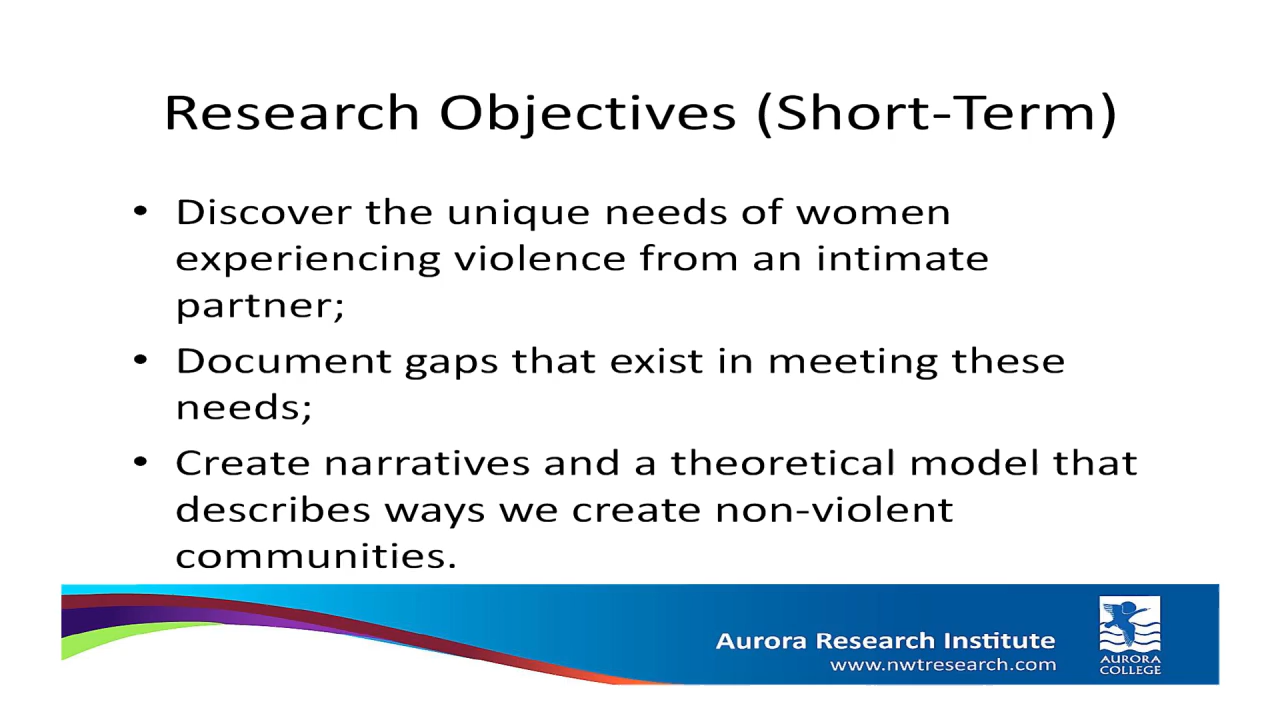 Research Objectives (Short-Term)
• Discover the unique needs of women
experiencing violence from an intimate
partner;
• Document gaps that exist in meeting these
needs;
• Create narratives and a theoretical model that
describes ways we create non-violent
communities.
Aurora Research Institute
www.nwtresearch.com
AURORA
COLLEGE